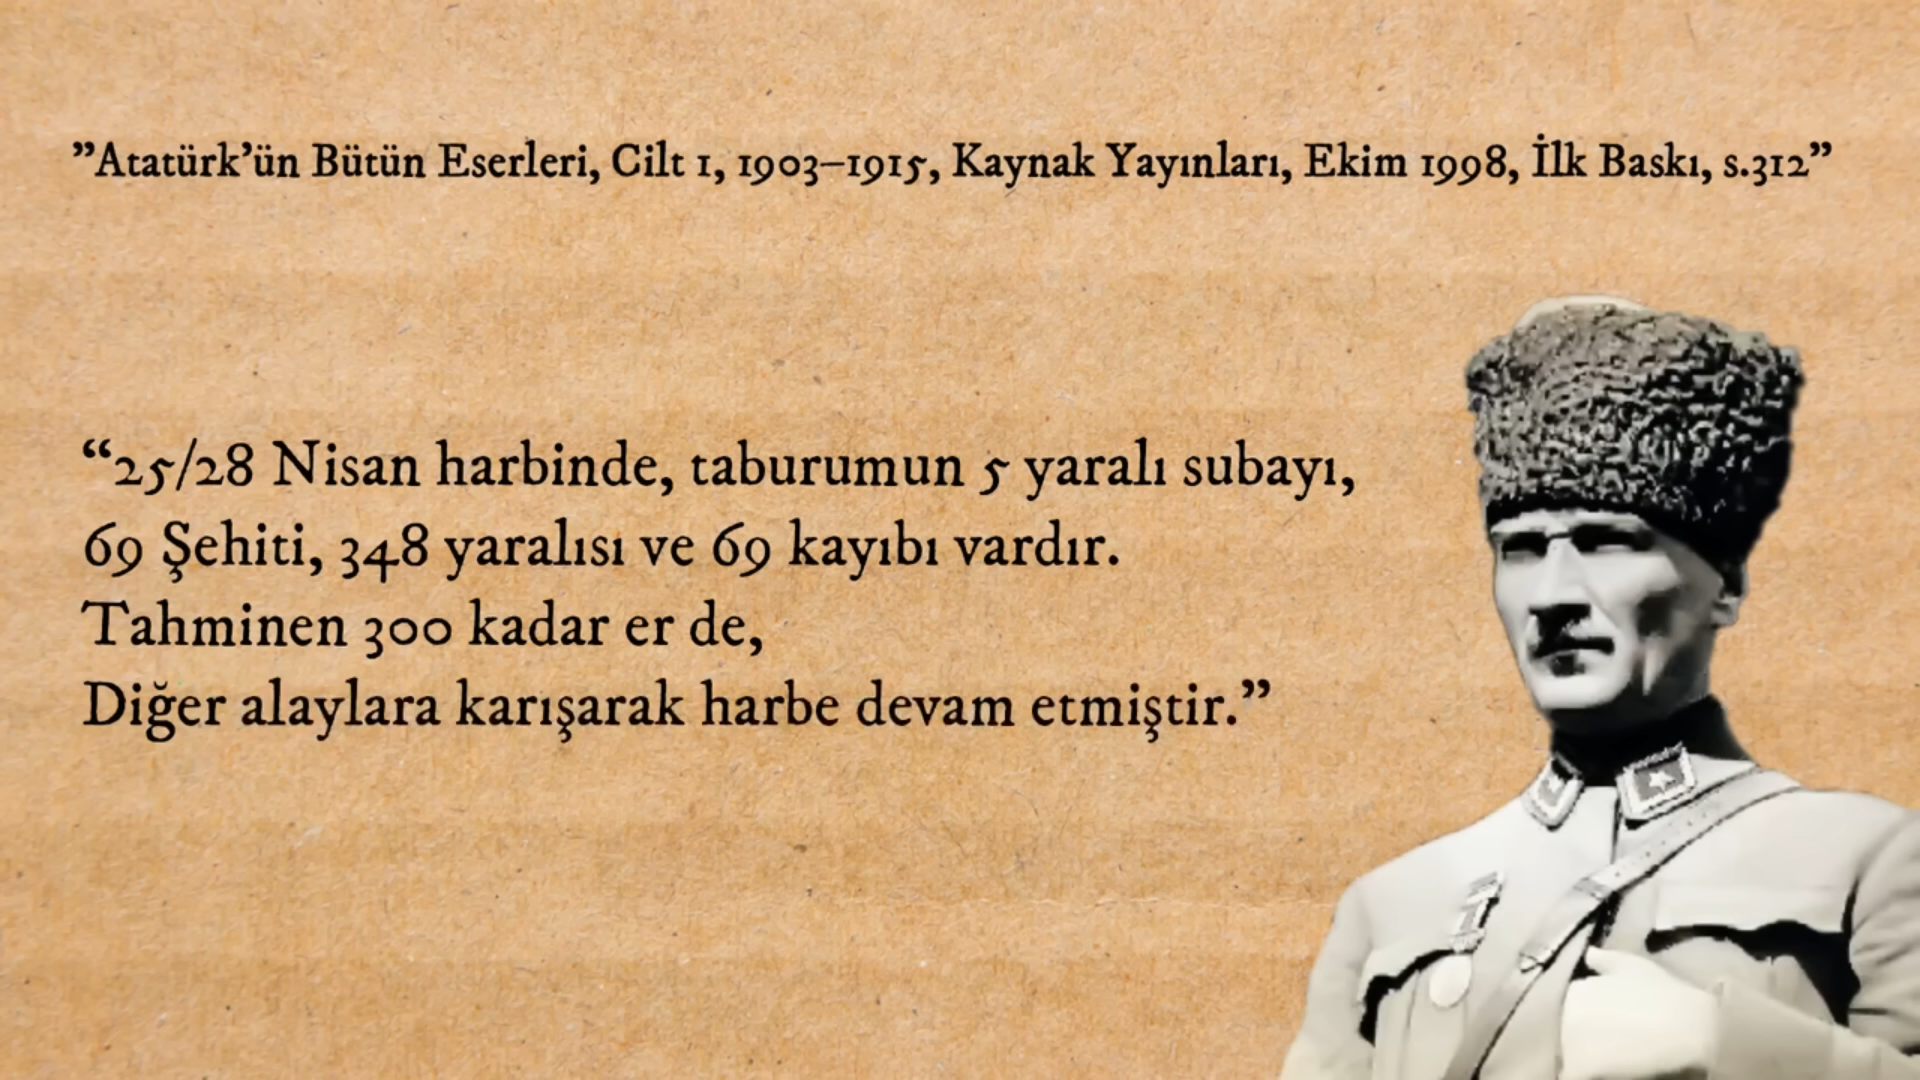 ”Atatürk’ün Bütün Eserleri, Cilt 1, 1903–1915, Kaynak Yayınları, Ekim 1998, İlk Baskı, s.312”
“25/28 Nisan harbinde, taburumun 5 yaralı subayı,
69 Şehiti, 348 yaralısı ve 69 kayıbı vardır.
Tahminen 300 kadar er de,
Diğer alaylara karışarak harbe devam etmiştir.”